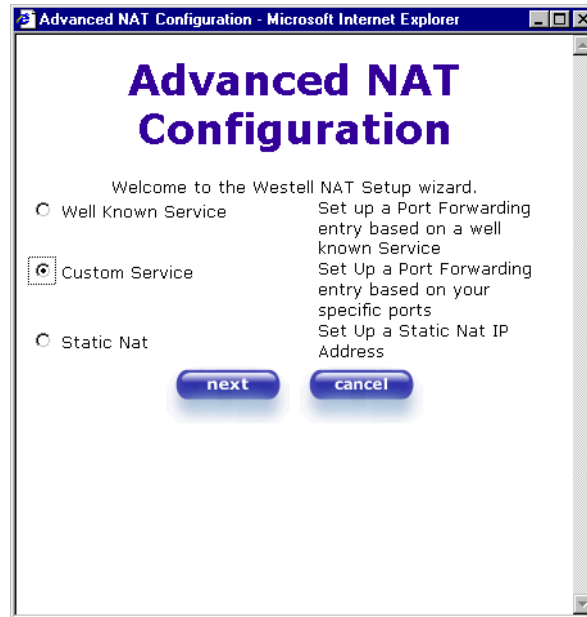 Advanced NAT Configuration - Microsoft Internet Explorer
Advanced NAT
Configuration
Welcome to the Westell NAT Setup wizard.
Well Known Service
Set up a Port Forwarding
entry based on a well
known Service
Custom Service
Set Up a Port Forwarding
entry based on your
specific ports
Static Nat
Set Up a Static Nat IP
Address
next
cancel